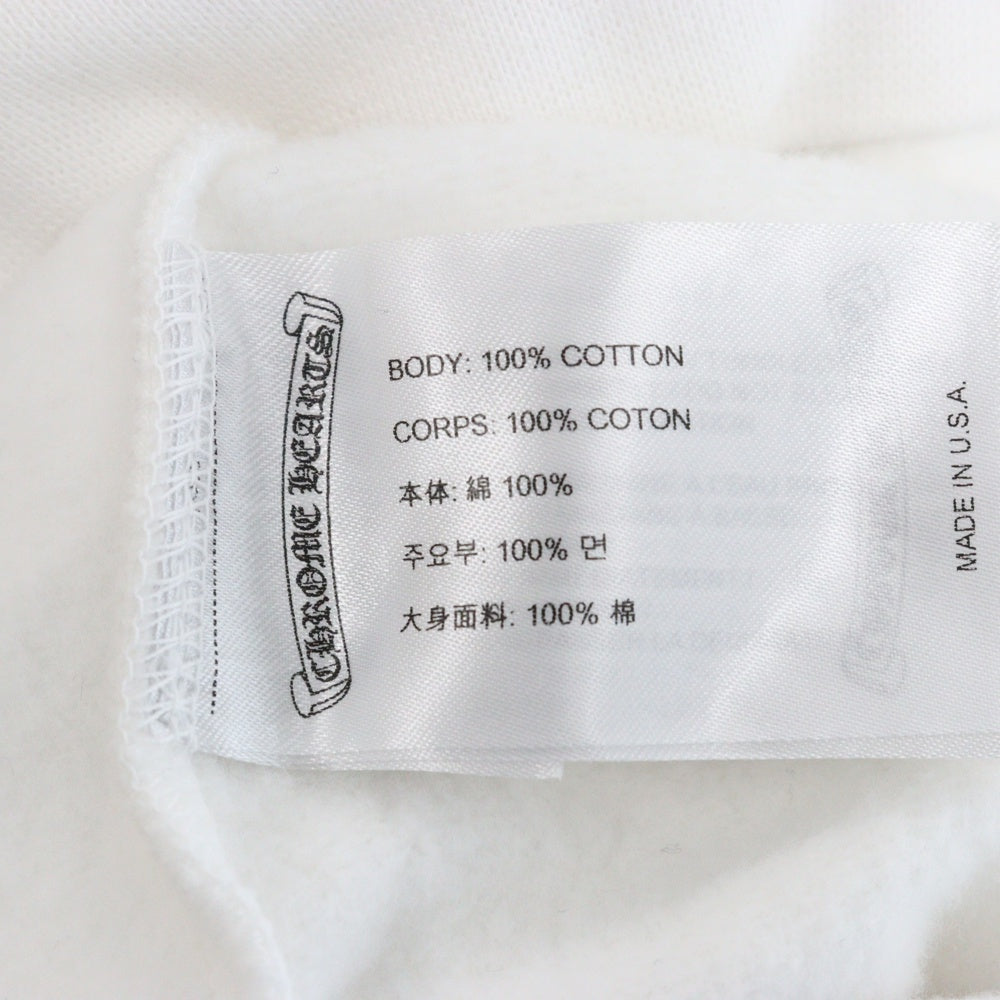 CHROME HEARTS
BODY: 100% COTTON
CORPS: 100% COTON
本体: 綿 100%
주요부: 100% 면
大身面料: 100% 棉
MADE IN U.S.A.